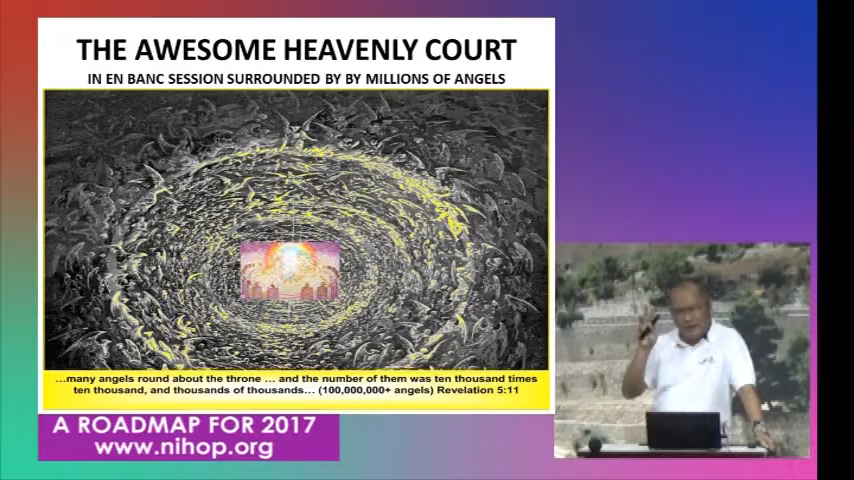 THE AWESOME HEAVENLY COURT
IN EN BANC SESSION SURROUNDED BY BY MILLIONS OF ANGELS
...many angels round about the throne ... and the number of them was ten thousand times
ten thousand, and thousands of thousands... (100,000,000+ angels) Revelation 5:11
A ROADMAP FOR 2017
www.nihop.org